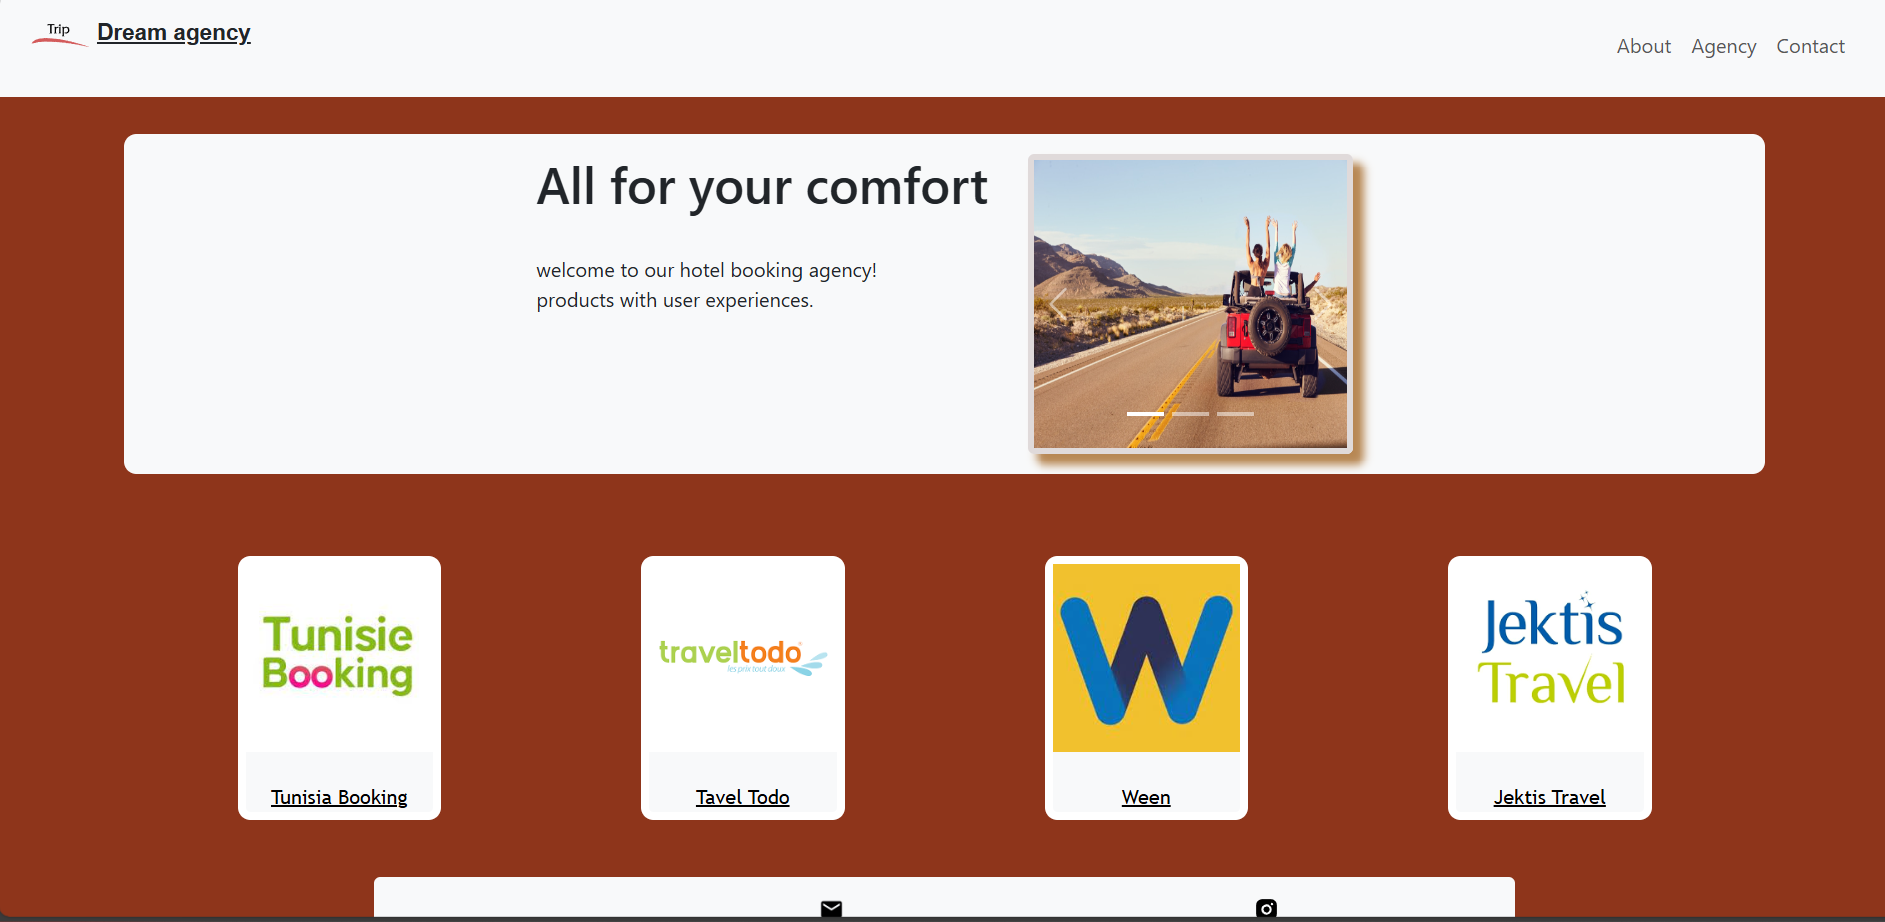 Trip
Dream agency
About
Agency
Contact
All for your comfort
welcome to our hotel booking agency!
products with user experiences.
Tunisie
Booking
traveltodo
les prix tout doux
W
Jektis
Travel
Tunisia Booking
Tavel Todo
Ween
Jektis Travel